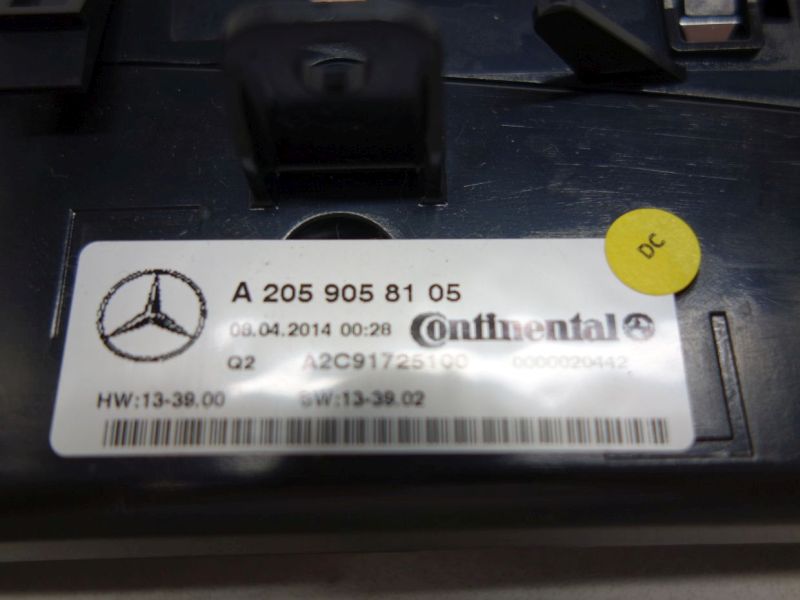 DC
A 205 905 81 05
08.04.2014 00:28 Continental
Q2 A2C91725100 0000020442
HW:13-39.00 SW:13-39.02